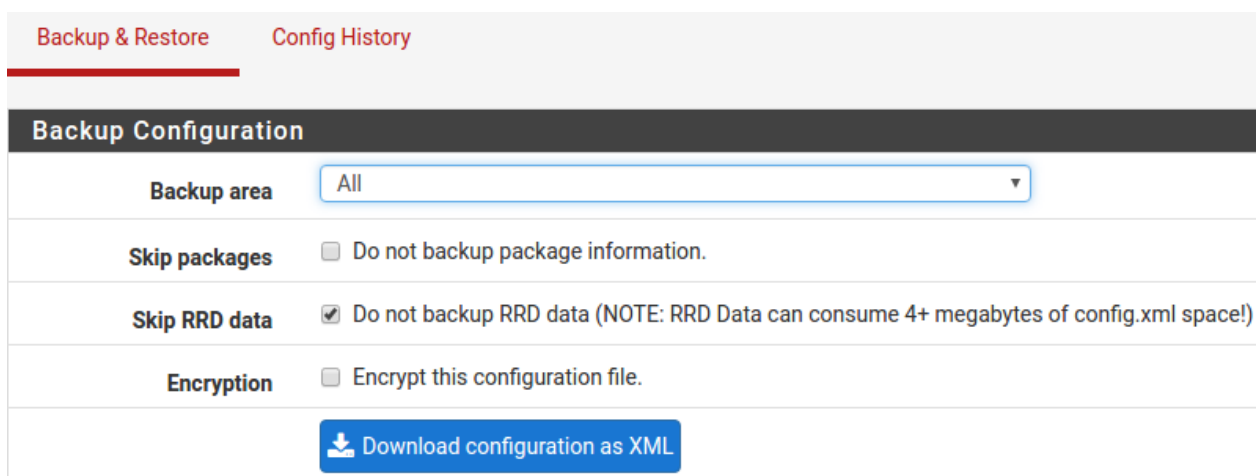 Backup & Restore Config History
Backup Configuration
Backup area All
Skip packages Do not backup package information.
Skip RRD data Do not backup RRD data (NOTE: RRD Data can consume 4+ megabytes of config.xml space!)
Encryption Encrypt this configuration file.
Download configuration as XML